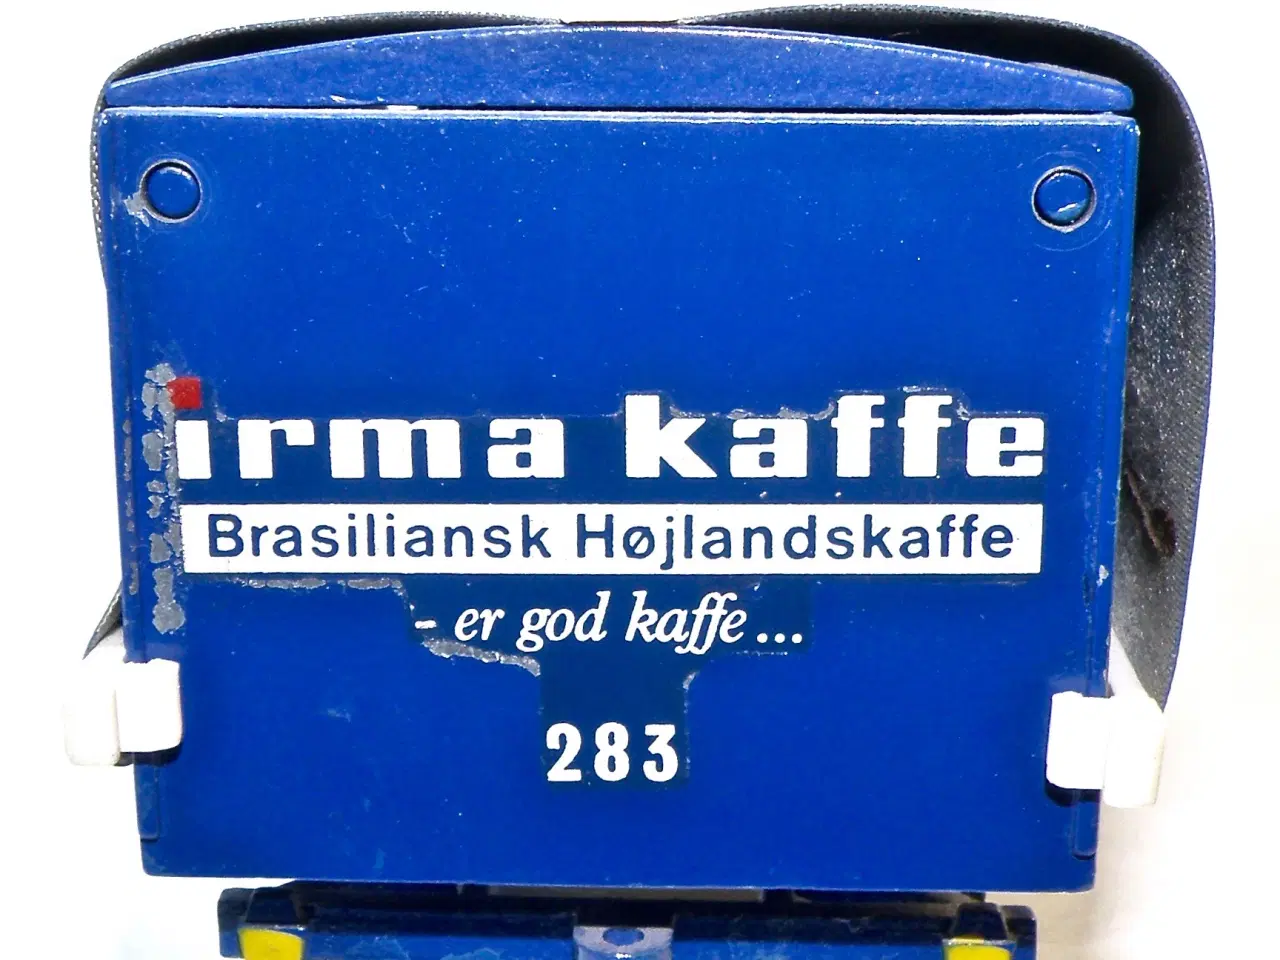 irma kaffe
Brasiliansk Højlandskaffe
- er god kaffe...
283